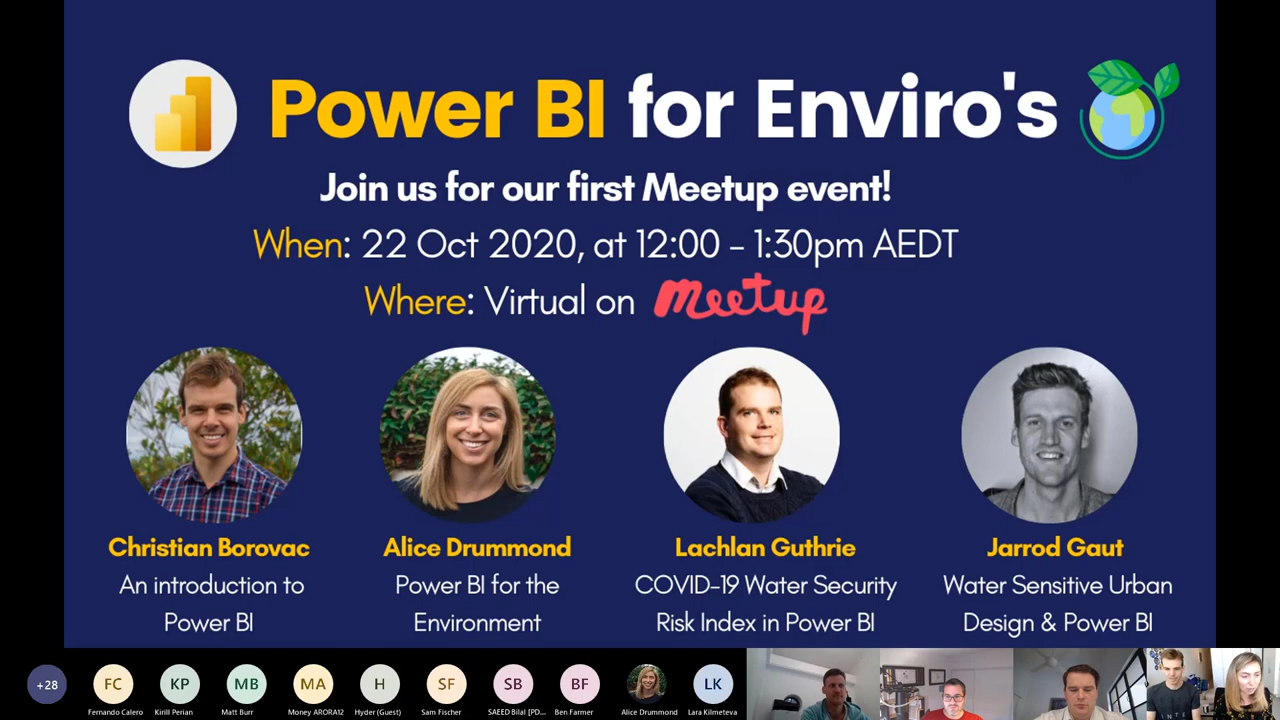 Power BI for Enviro's
Join us for our first Meetup event!
When: 22 Oct 2020, at 12:00 - 1:30pm AEDT
Where: Virtual on meetup
Christian Borovac
An introduction to
Power BI
Alice Drummond
Power BI for the
Environment
Lachlan Guthrie
COVID-19 Water Security
Risk Index in Power BI
Jarrod Gaut
Water Sensitive Urban
Design & Power BI
+28 FC KP MB MA H SF SB BF LK
Fernando Calero Kirill Perian Matt Burr Money ARORA12 Hyder (Guest) Sam Fischer SAEED Bilal [PD... Ben Farmer Alice Drummond Lara Kilmeteva